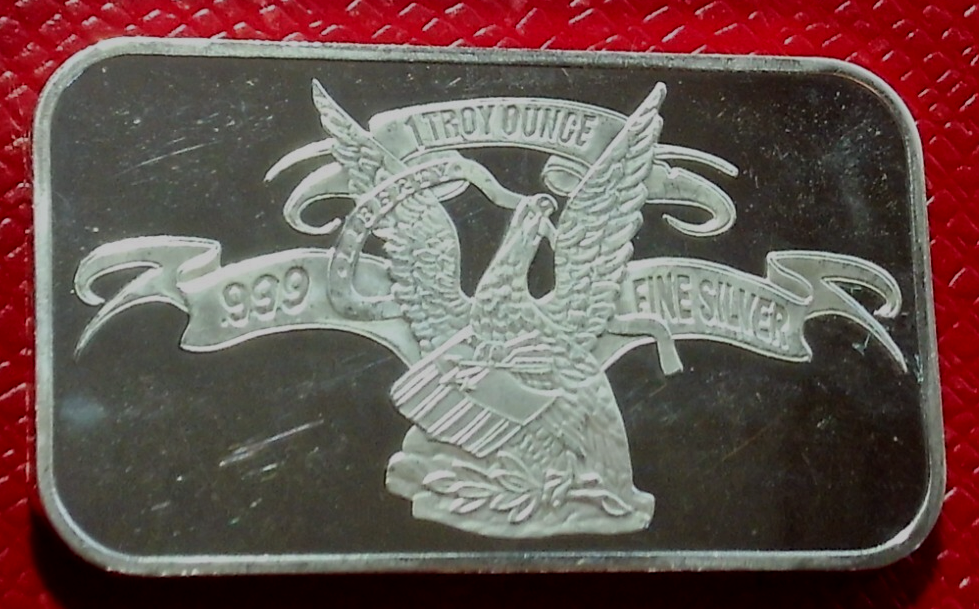 1 TROY OUNCE
LIBERTY
.999
FINE SILVER